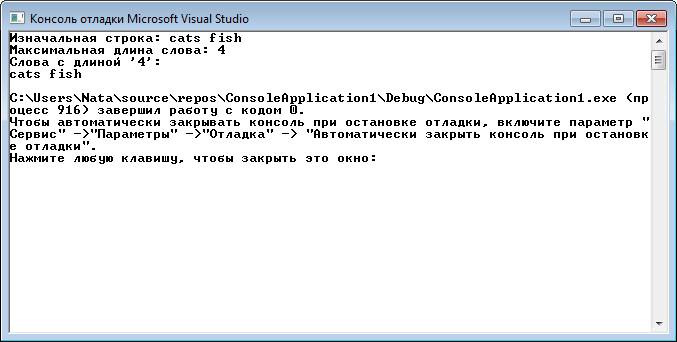 Консоль отладки Microsoft Visual Studio
Изначальная строка: cats fish
Максимальная длина слова: 4
Слова с длиной '4':
cats fish
C:\Users\Nata\source\repos\ConsoleApplication1\Debug\ConsoleApplication1.exe (пр
оцесс 916) завершил работу с кодом 0.
Чтобы автоматически закрывать консоль при остановке отладки, включите параметр "
Сервис" ->"Параметры" ->"Отладка" -> "Автоматически закрыть консоль при остановк
е отладки".
Нажмите любую клавишу, чтобы закрыть это окно: